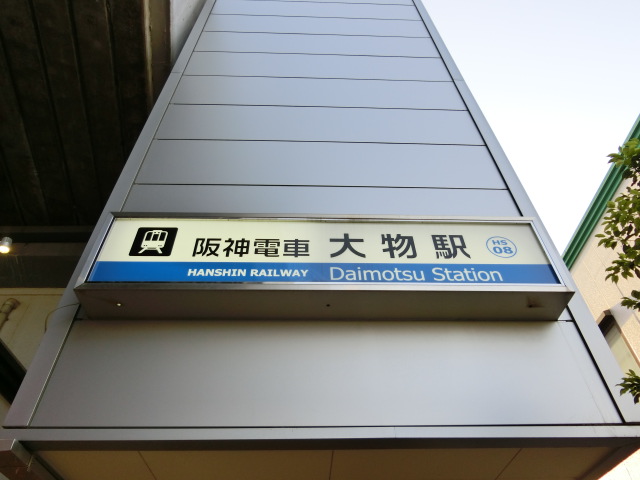 阪神電車 大物駅 HS 08
HANSHIN RAILWAY Daimotsu Station